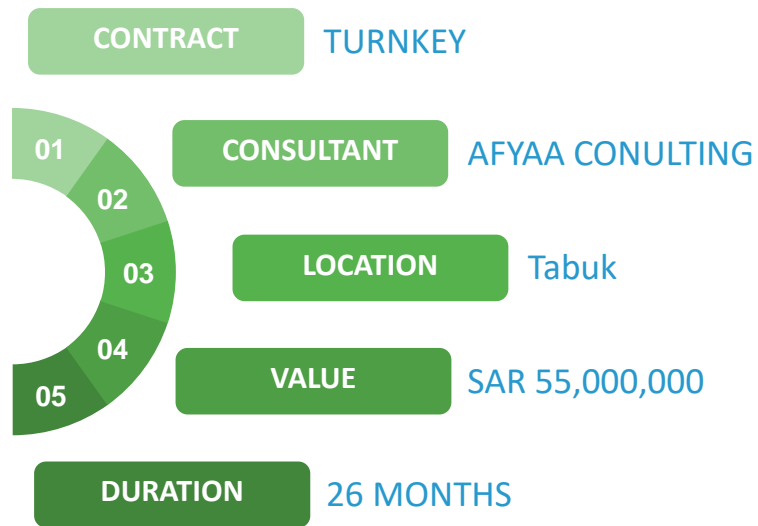 CONTRACT TURNKEY
01 CONSULTANT AFYAA CONULTING
02
03 LOCATION Tabuk
04 VALUE SAR 55,000,000
05
DURATION 26 MONTHS